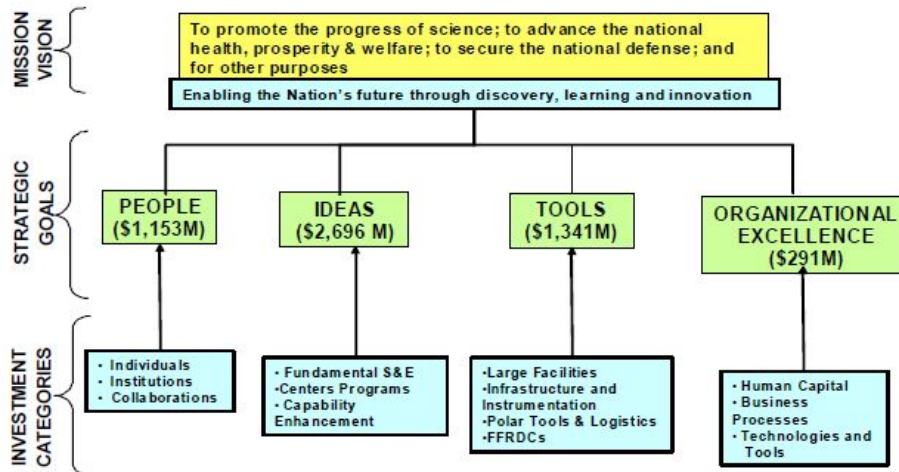 MISSION
VISION
To promote the progress of science; to advance the national
health, prosperity & welfare; to secure the national defense; and
for other purposes
Enabling the Nation's future through discovery, learning and innovation
STRATEGIC
GOALS
PEOPLE
($1,153M)
IDEAS
($2,696 M)
TOOLS
($1,341M)
ORGANIZATIONAL
EXCELLENCE
($291M)
INVESTMENT
CATEGORIES
• Individuals
• Institutions
• Collaborations
• Fundamental S&E
•Centers Programs
• Capability
Enhancement
•Large Facilities
•Infrastructure and
Instrumentation
•Polar Tools & Logistics
•FFRDCs
• Human Capital
• Business
Processes
• Technologies and
Tools